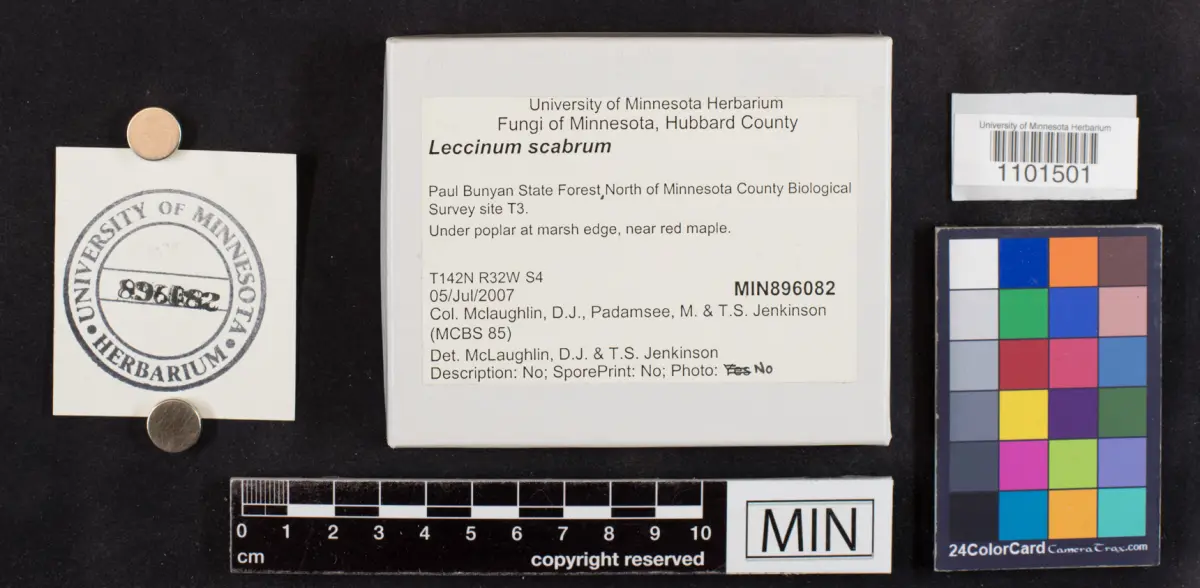 UNIVERSITY OF MINNESOTA
896082
• HERBARIUM •
University of Minnesota Herbarium
Fungi of Minnesota, Hubbard County
Leccinum scabrum
Paul Bunyan State Forest, North of Minnesota County Biological
Survey site T3.
Under poplar at marsh edge, near red maple.
T142N R32W S4
05/Jul/2007
MIN896082
Col. Mclaughlin, D.J., Padamsee, M. & T.S. Jenkinson
(MCBS 85)
Det. McLaughlin, D.J. & T.S. Jenkinson
Description: No; SporePrint: No; Photo: Yes No
University of Minnesota Herbarium
1101501
0 1 2 3 4 5 6 7 8 9 10
cm
copyright reserved
MIN
24ColorCard CameraTrax.com